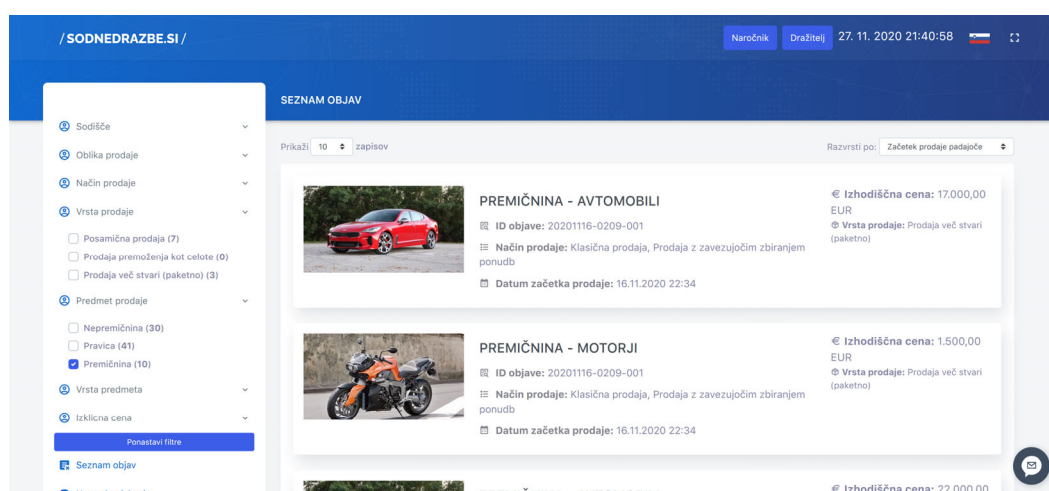 / SODNEDRAZBE.SI /
Naročnik
Dražitelj
27. 11. 2020 21:40:58
SEZNAM OBJAV
Sodišče
Oblika prodaje
Način prodaje
Vrsta prodaje
Posamična prodaja (7)
Prodaja premoženja kot celote (0)
Prodaja več stvari (paketno) (3)
Predmet prodaje
Nepremičnina (30)
Pravica (41)
Premičnina (10)
Vrsta predmeta
Izklicna cena
Ponastavi filtre
Seznam objav
Prikaži 10 zapisov
Razvrsti po: Začetek prodaje padajoče
PREMIČNINA - AVTOMOBILI
ID objave: 20201116-0209-001
Način prodaje: Klasična prodaja, Prodaja z zavezujočim zbiranjem
ponudb
Datum začetka prodaje: 16.11.2020 22:34
€ Izhodiščna cena: 17.000,00
EUR
Vrsta prodaje: Prodaja več stvari
(paketno)
PREMIČNINA - MOTORJI
ID objave: 20201116-0209-001
Način prodaje: Klasična prodaja, Prodaja z zavezujočim zbiranjem
ponudb
Datum začetka prodaje: 16.11.2020 22:34
€ Izhodiščna cena: 1.500,00
EUR
Vrsta prodaje: Prodaja več stvari
(paketno)
€ Izhodiščna cena: 22.000,00